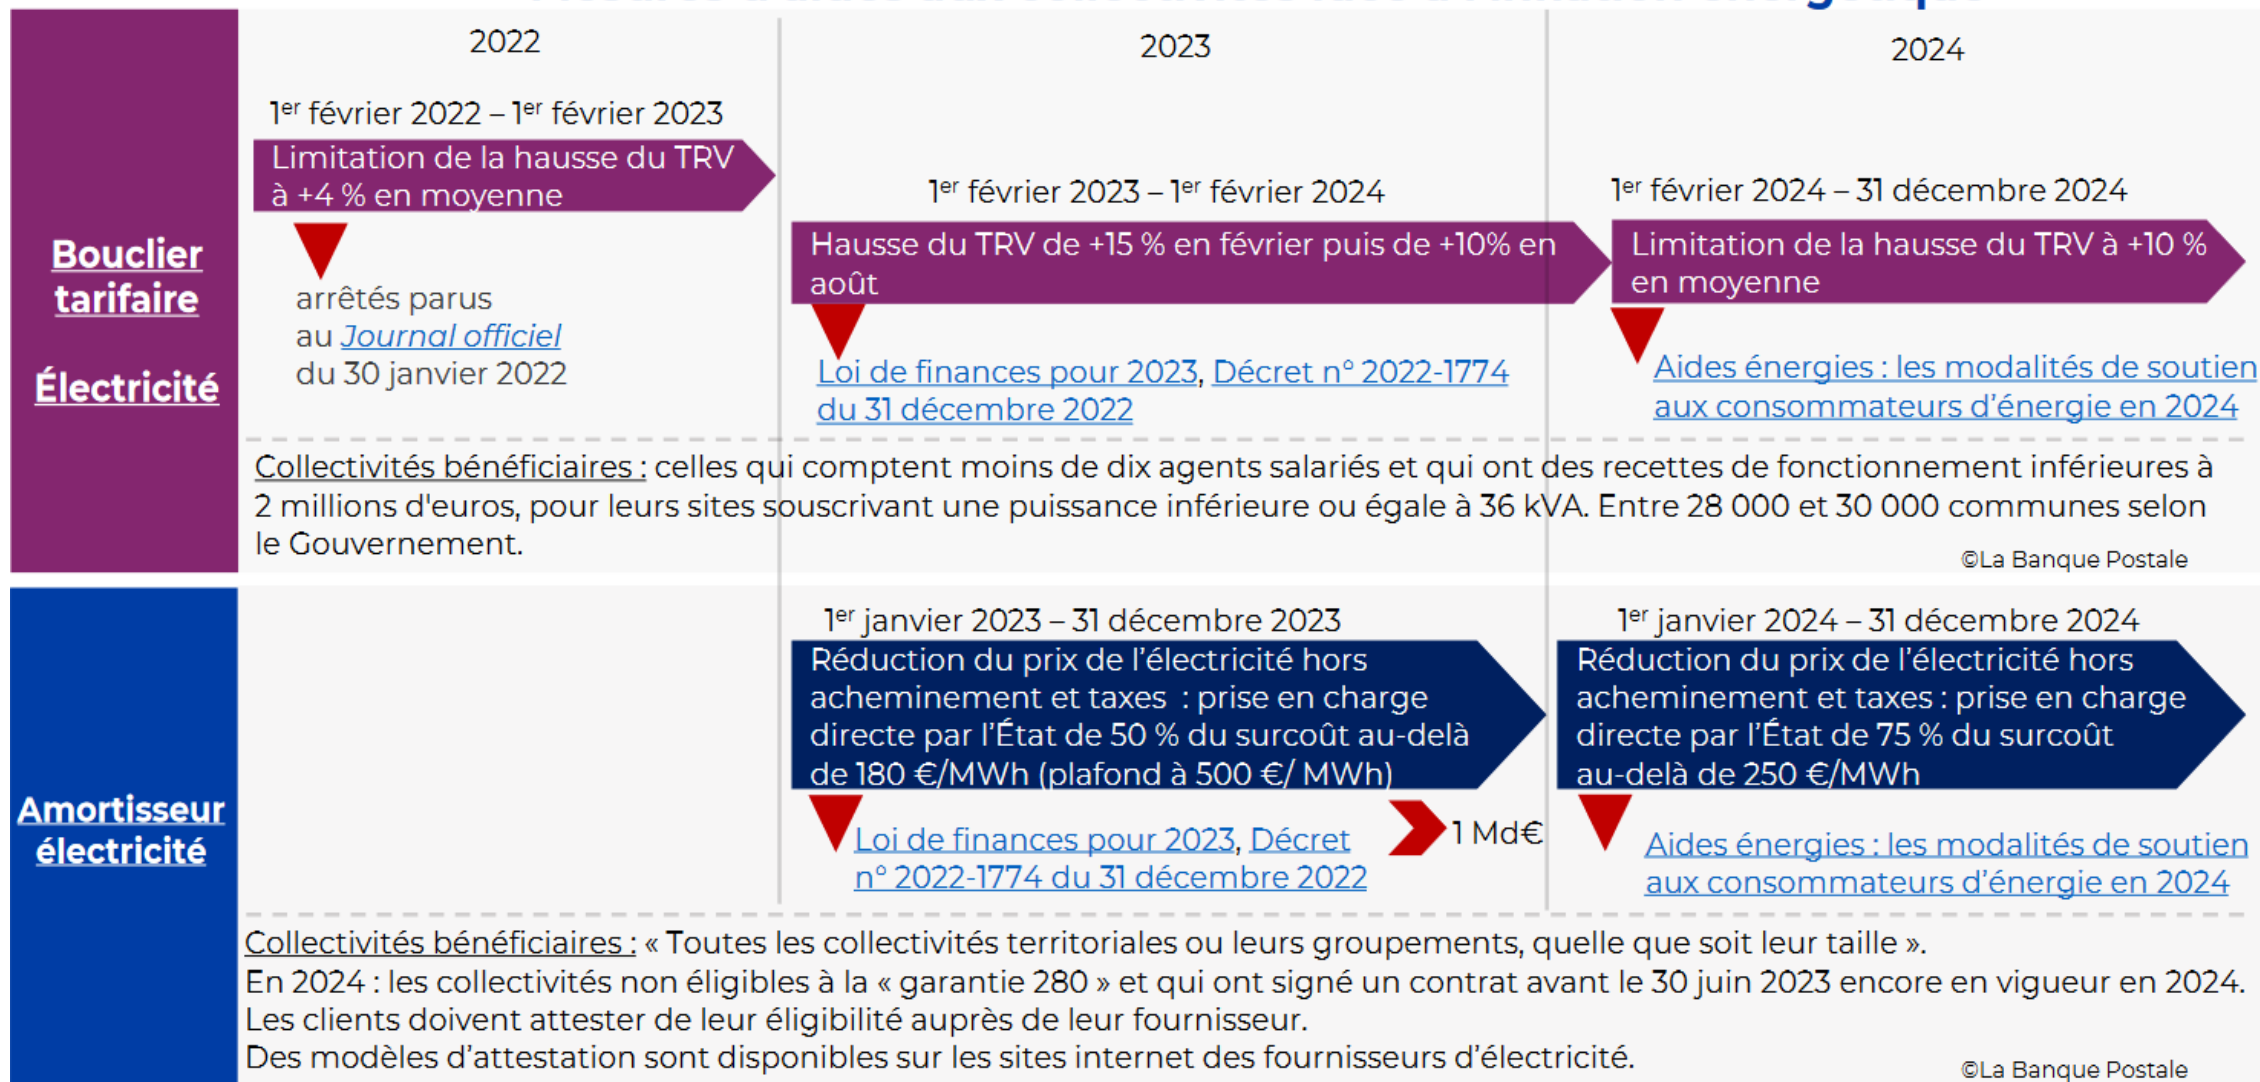 2022
2023
2024
1er février 2022 – 1er février 2023
Limitation de la hausse du TRV
à +4 % en moyenne
arrêtés parus
au Journal officiel
du 30 janvier 2022
1er février 2023 – 1er février 2024
Hausse du TRV de +15 % en février puis de +10% en
août
Loi de finances pour 2023, Décret n° 2022-1774
du 31 décembre 2022
1er février 2024 – 31 décembre 2024
Limitation de la hausse du TRV à +10 %
en moyenne
Aides énergies : les modalités de soutien
aux consommateurs d'énergie en 2024
Bouclier
tarifaire
Électricité
Collectivités bénéficiaires : celles qui comptent moins de dix agents salariés et qui ont des recettes de fonctionnement inférieures à
2 millions d'euros, pour leurs sites souscrivant une puissance inférieure ou égale à 36 kVA. Entre 28 000 et 30 000 communes selon
le Gouvernement.
©La Banque Postale
Amortisseur
électricité
1er janvier 2023 – 31 décembre 2023
Réduction du prix de l'électricité hors
acheminement et taxes : prise en charge
directe par l'État de 50 % du surcoût au-delà
de 180 €/MWh (plafond à 500 €/ MWh)
Loi de finances pour 2023, Décret
n° 2022-1774 du 31 décembre 2022
1 Md€
1er janvier 2024 – 31 décembre 2024
Réduction du prix de l'électricité hors
acheminement et taxes : prise en charge
directe par l'État de 75 % du surcoût
au-delà de 250 €/MWh
Aides énergies : les modalités de soutien
aux consommateurs d'énergie en 2024
Collectivités bénéficiaires : « Toutes les collectivités territoriales ou leurs groupements, quelle que soit leur taille ».
En 2024 : les collectivités non éligibles à la « garantie 280 » et qui ont signé un contrat avant le 30 juin 2023 encore en vigueur en 2024.
Les clients doivent attester de leur éligibilité auprès de leur fournisseur.
Des modèles d'attestation sont disponibles sur les sites internet des fournisseurs d'électricité.
©La Banque Postale